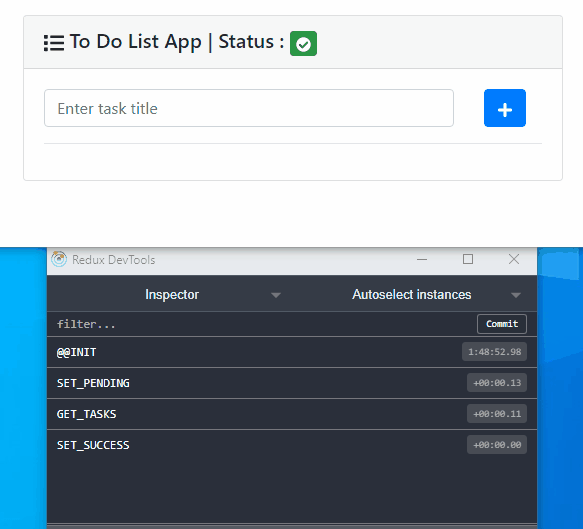 To Do List App | Status :
Enter task title
Redux DevTools
Inspector Autoselect instances
filter... Commit
@@INIT 1:48:52.98
SET_PENDING +00:00.13
GET_TASKS +00:00.11
SET_SUCCESS +00:00.00